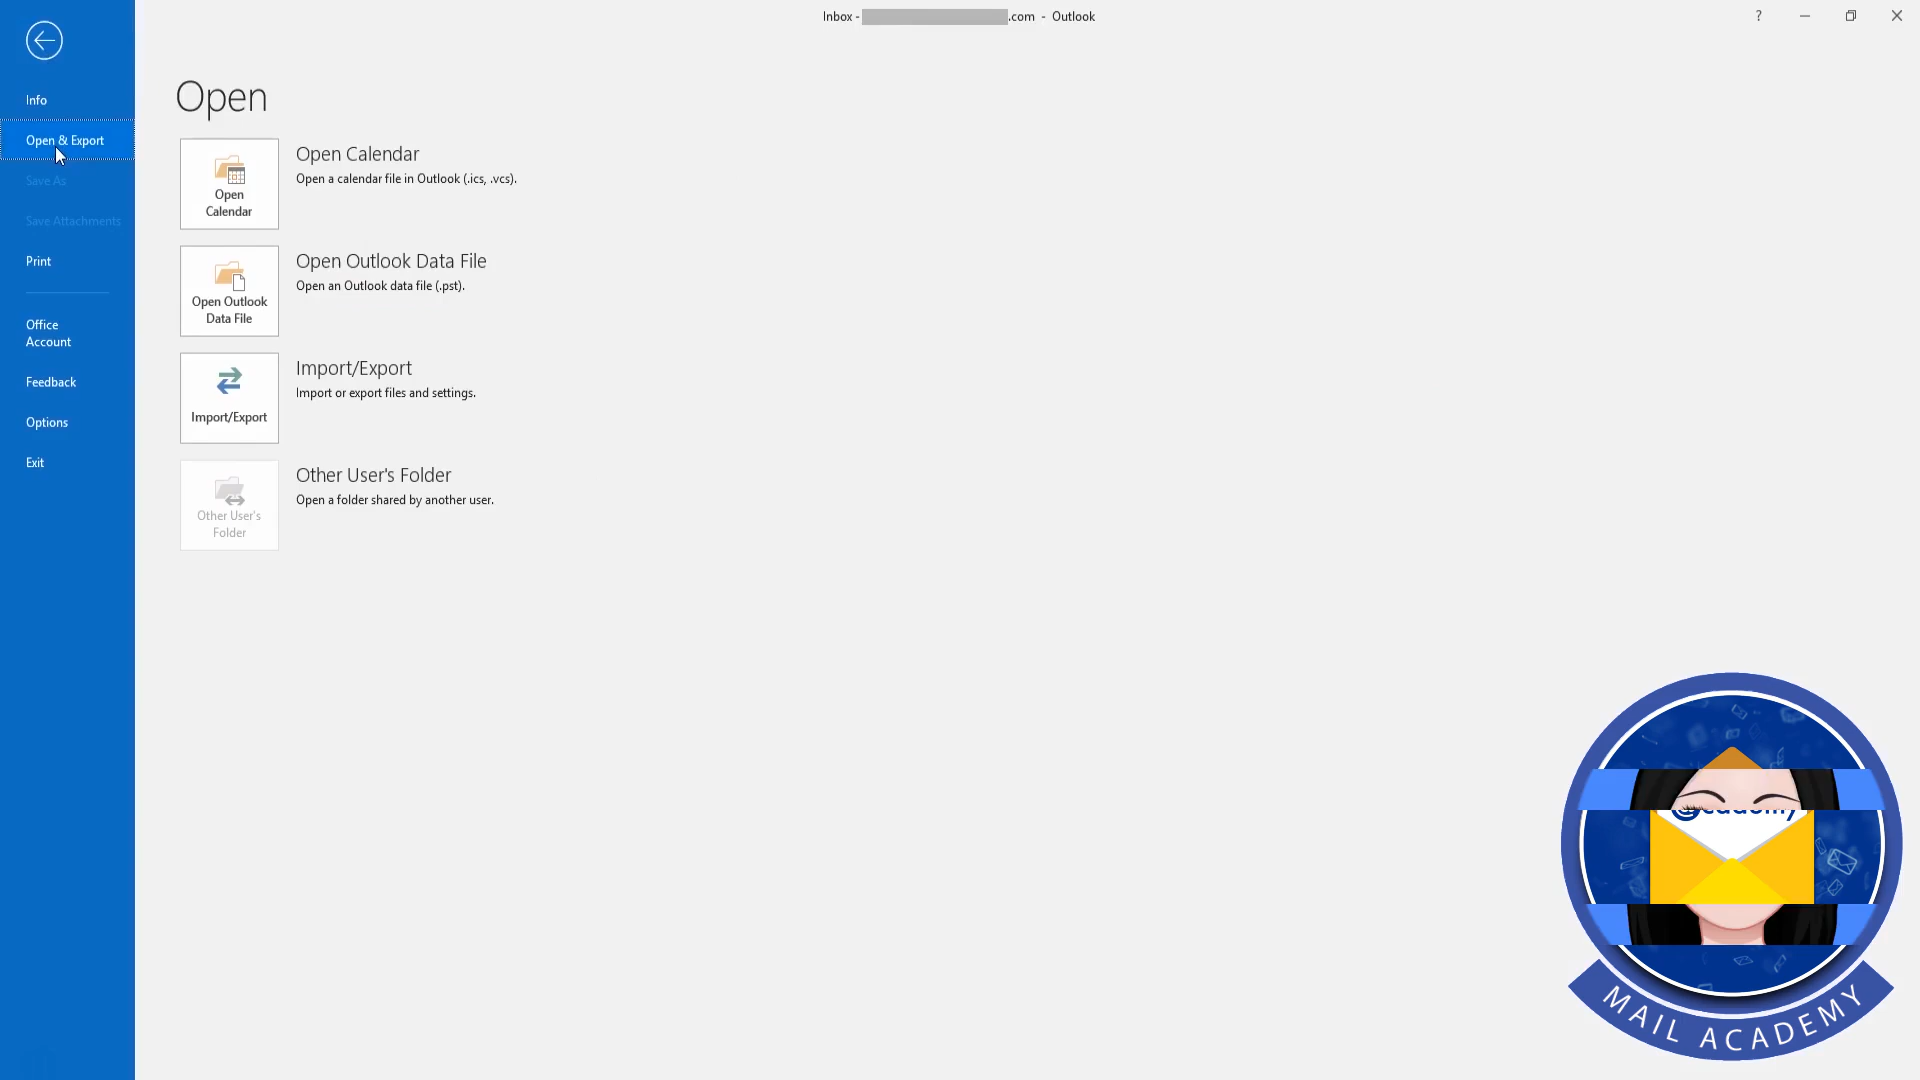 Inbox - .com - Outlook
?
Info
Open & Export
Save As
Save Attachments
Print
Office
Account
Feedback
Options
Exit
Open
Open
Calendar
Open Calendar
Open a calendar file in Outlook (.ics, .vcs).
Open Outlook
Data File
Open Outlook Data File
Open an Outlook data file (.pst).
Import/Export
Import/Export
Import or export files and settings.
Other User's
Folder
Other User's Folder
Open a folder shared by another user.
MAIL ACADEMY